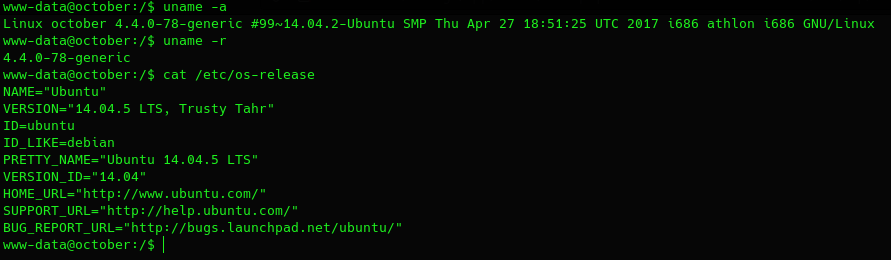 www-data@october:/$ uname -a
Linux october 4.4.0-78-generic #99~14.04.2-Ubuntu SMP Thu Apr 27 18:51:25 UTC 2017 i686 athlon i686 GNU/Linux
www-data@october:/$ uname -r
4.4.0-78-generic
www-data@october:/$ cat /etc/os-release
NAME="Ubuntu"
VERSION="14.04.5 LTS, Trusty Tahr"
ID=ubuntu
ID_LIKE=debian
PRETTY_NAME="Ubuntu 14.04.5 LTS"
VERSION_ID="14.04"
HOME_URL="http://www.ubuntu.com/"
SUPPORT_URL="http://help.ubuntu.com/"
BUG_REPORT_URL="http://bugs.launchpad.net/ubuntu/"
www-data@october:/$